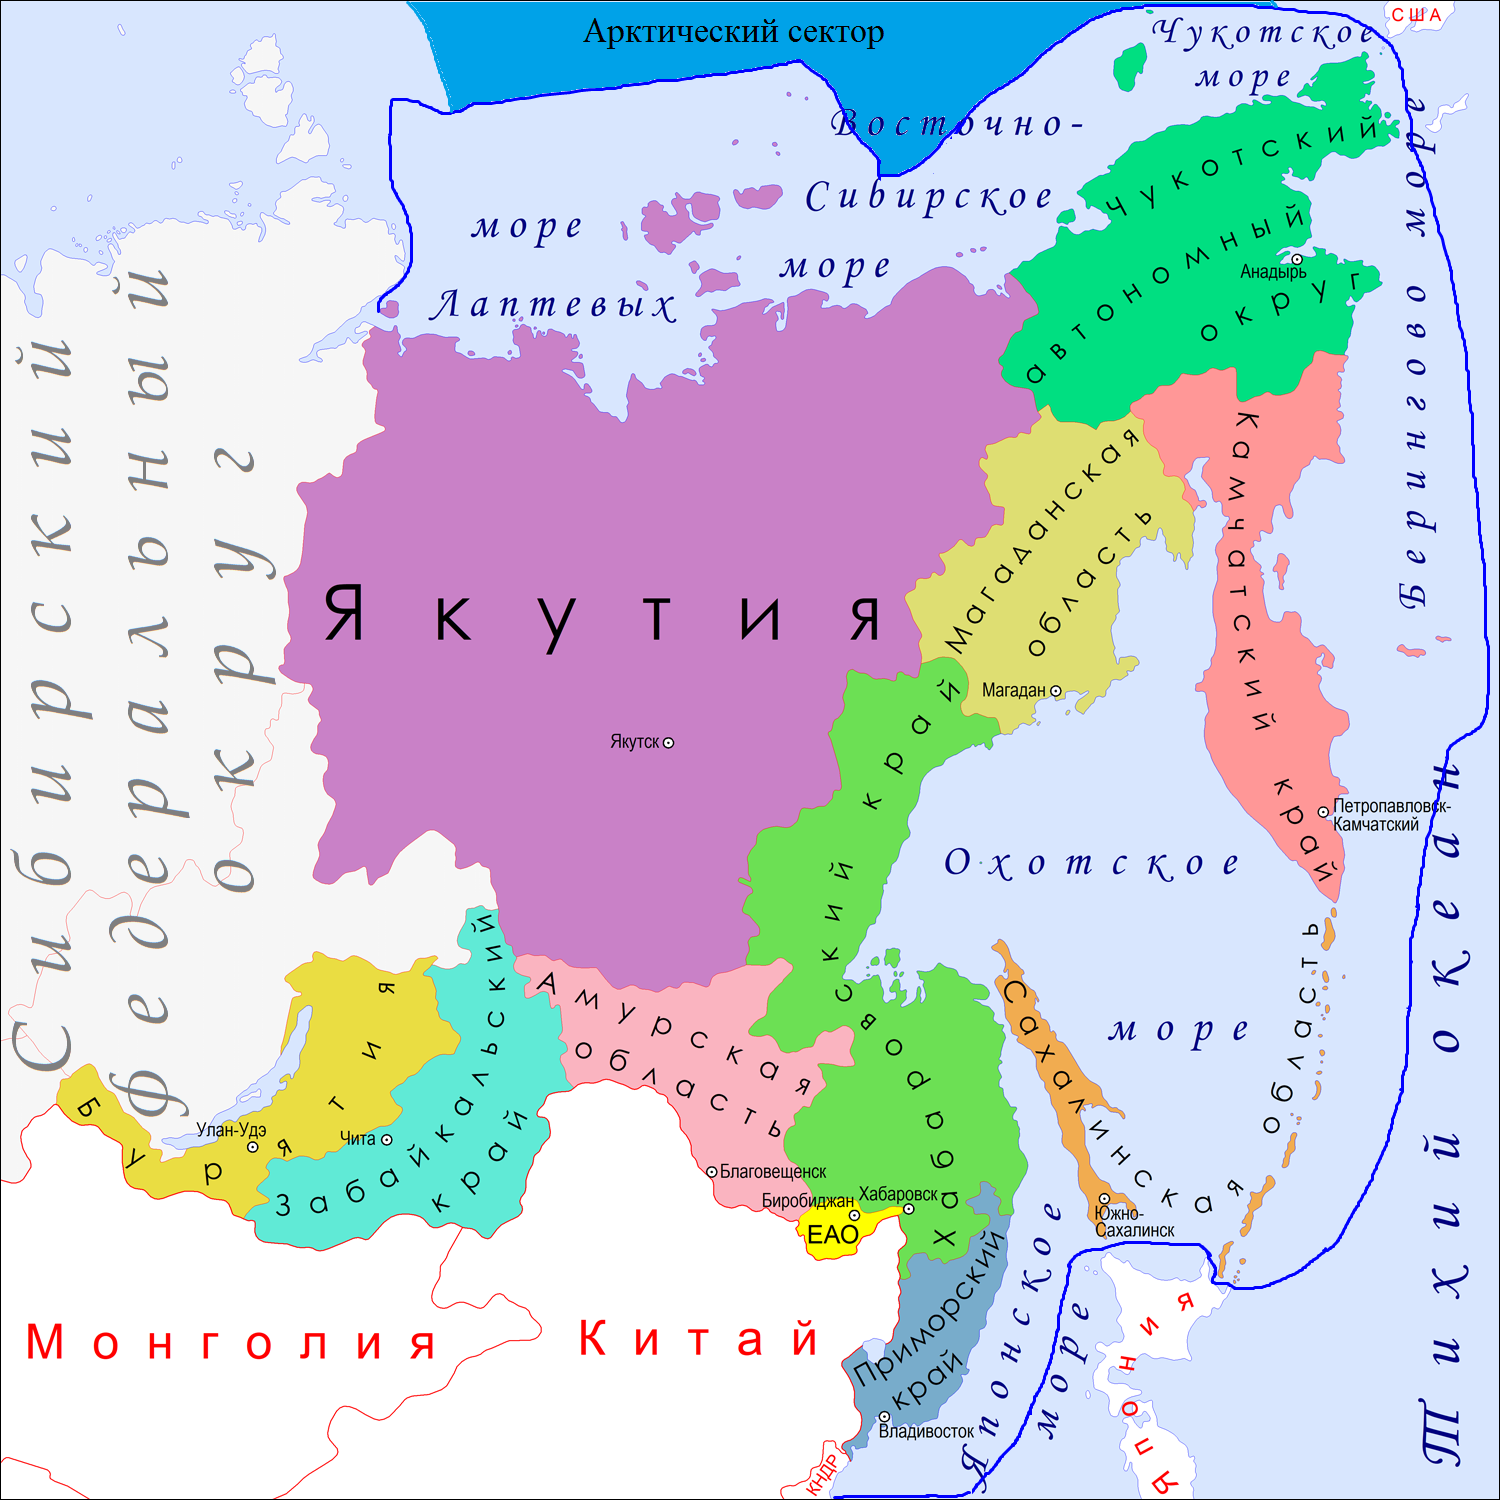 Арктический сектор
США
Чукотское
море
Восточно-
Сибирское
море
море
Лаптевых
Чукотский
автономный
округ
Анадырь
Сибирский
федеральный
округ
Якутия
Якутск
Магаданская
область
Магадан
Камчатский край
Петропавловск-
Камчатский
Берингово море
Тихий океан
Охотское
море
Хабаровский край
Хабаровск
Амурская
область
Благовещенск
Биробиджан
ЕАО
Забайкальский
край
Чита
Бурятия
Улан-Удэ
Сахалинская область
Южно-
Сахалинск
Приморский
край
Владивосток
Японское
море
Монголия
Китай
КНДР
Япония